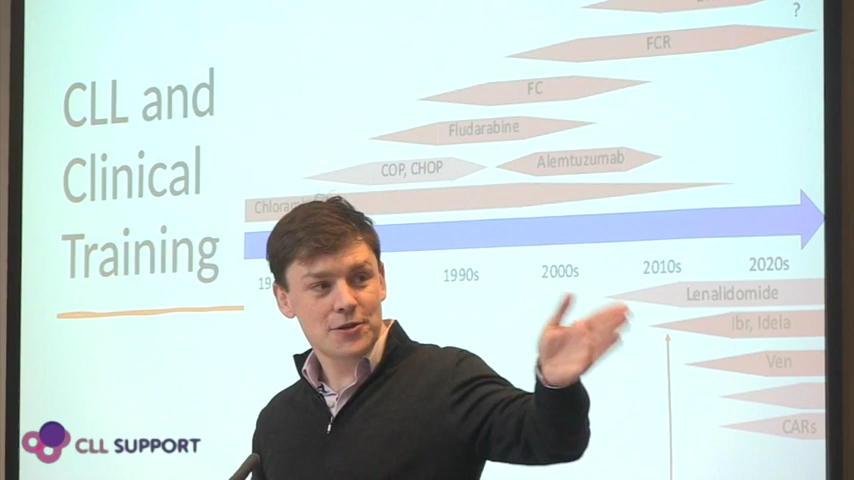 CLL and
Clinical
Training
?
FCR
FC
Fludarabine
COP, CHOP
Alemtuzumab
1990s
2000s
2010s
2020s
Lenalidomide
Ibr, Idela
Ven
CARs
CLL SUPPORT